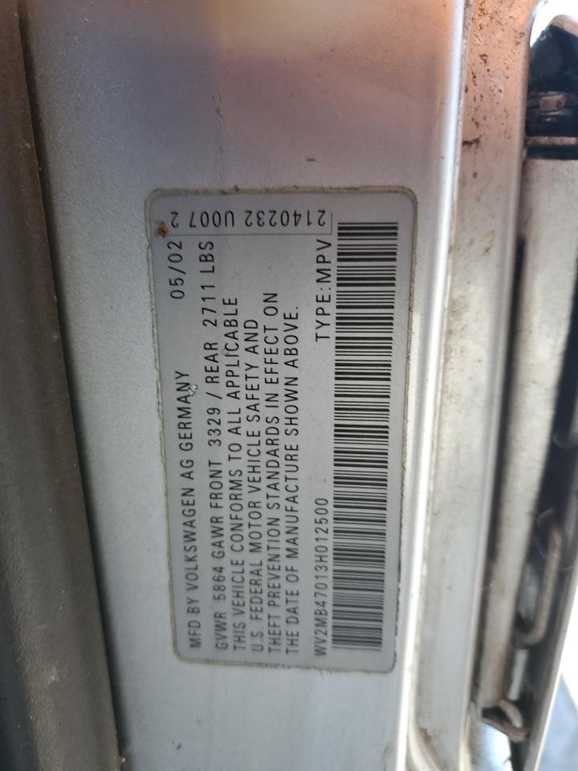 MFD BY VOLKSWAGEN AG GERMANY 05/02
GVWR 5864 GAWR FRONT 3329 / REAR 2711 LBS
THIS VEHICLE CONFORMS TO ALL APPLICABLE
U.S. FEDERAL MOTOR VEHICLE SAFETY AND
THEFT PREVENTION STANDARDS IN EFFECT ON
THE DATE OF MANUFACTURE SHOWN ABOVE.
WV2MB47013H012500 TYPE:MPV
2140232 U007 2